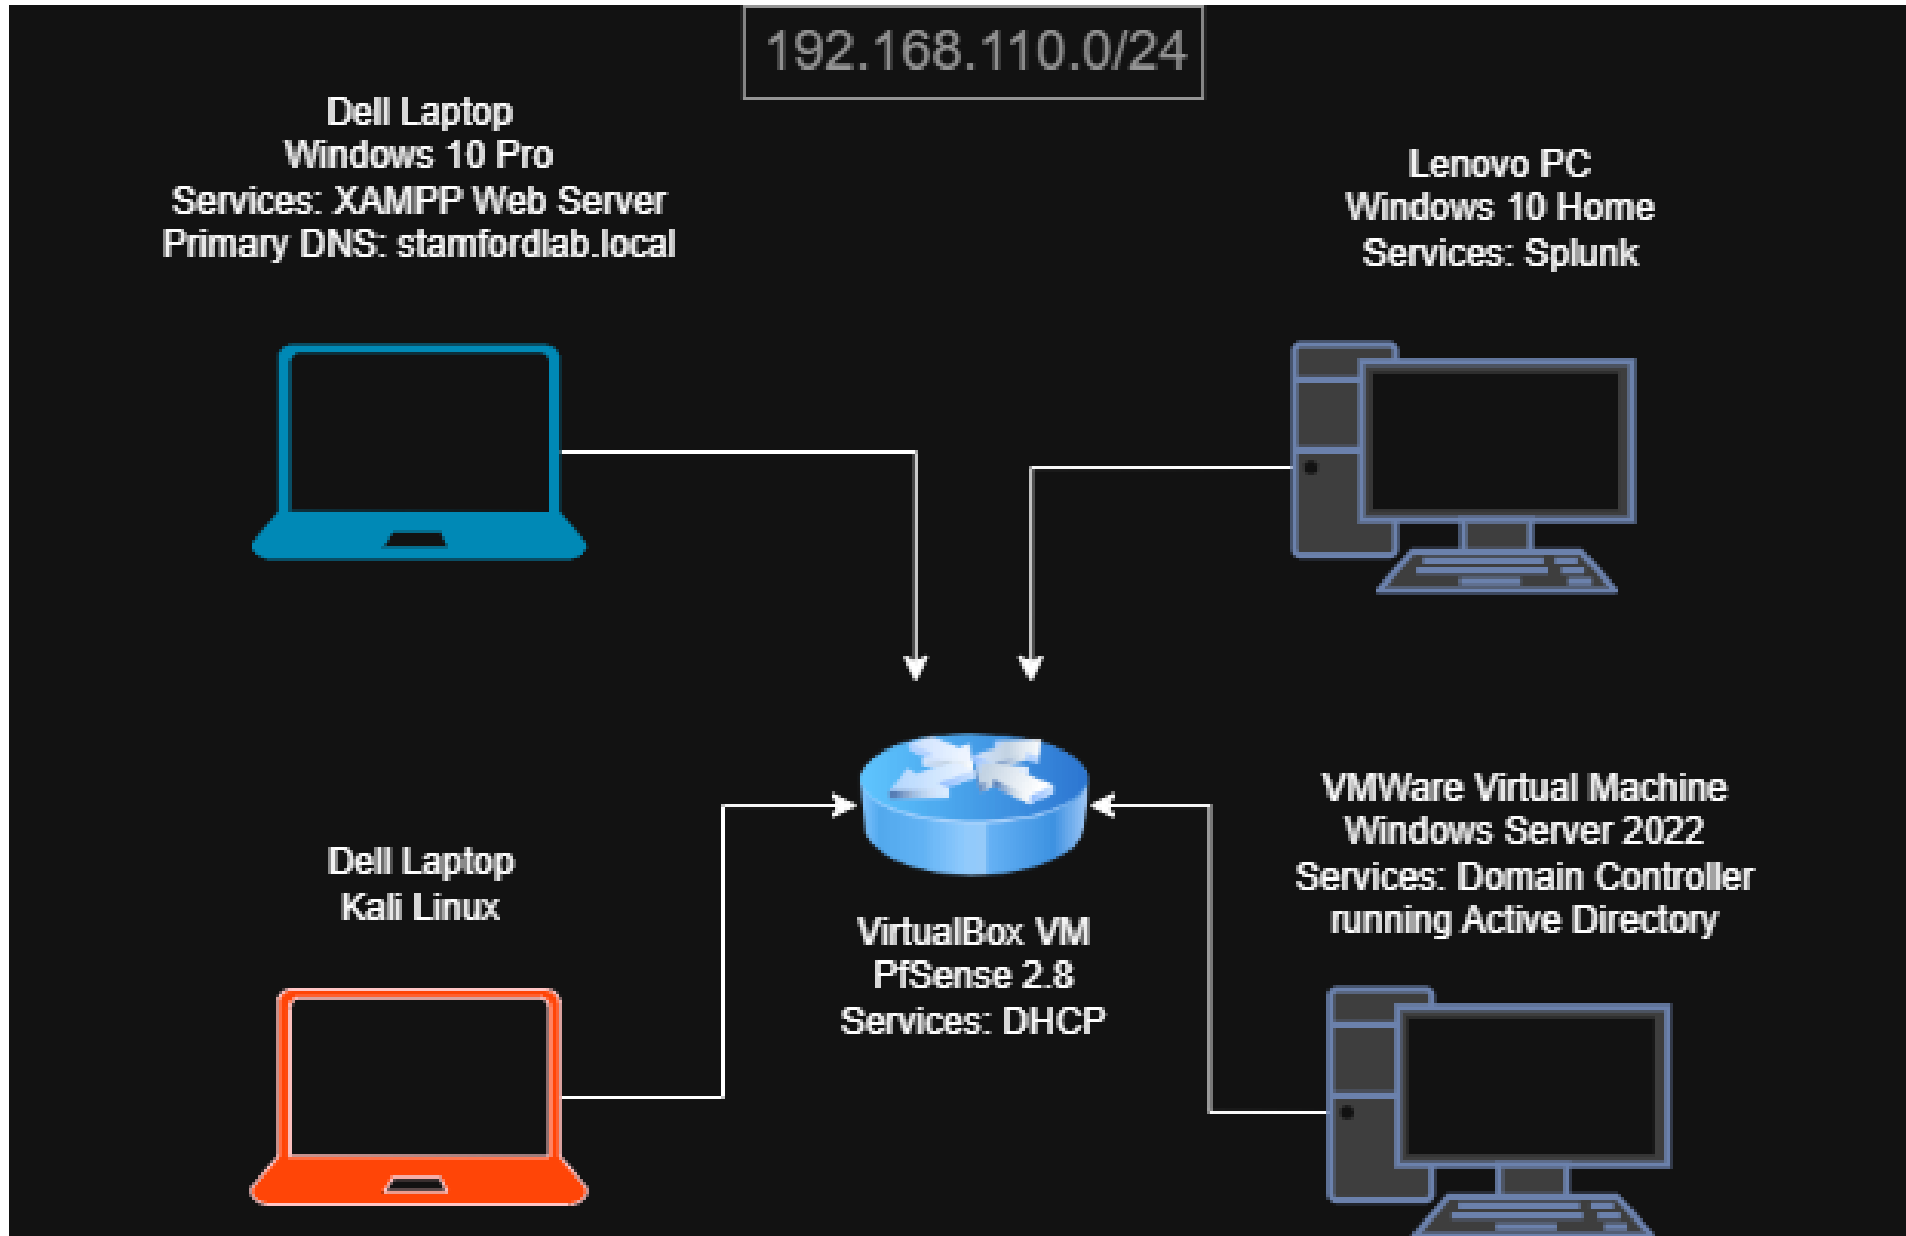 192.168.110.0/24
Dell Laptop
Windows 10 Pro
Services: XAMPP Web Server
Primary DNS: stamfordlab.local
Lenovo PC
Windows 10 Home
Services: Splunk
Dell Laptop
Kali Linux
VirtualBox VM
PfSense 2.8
Services: DHCP
VMWare Virtual Machine
Windows Server 2022
Services: Domain Controller
running Active Directory